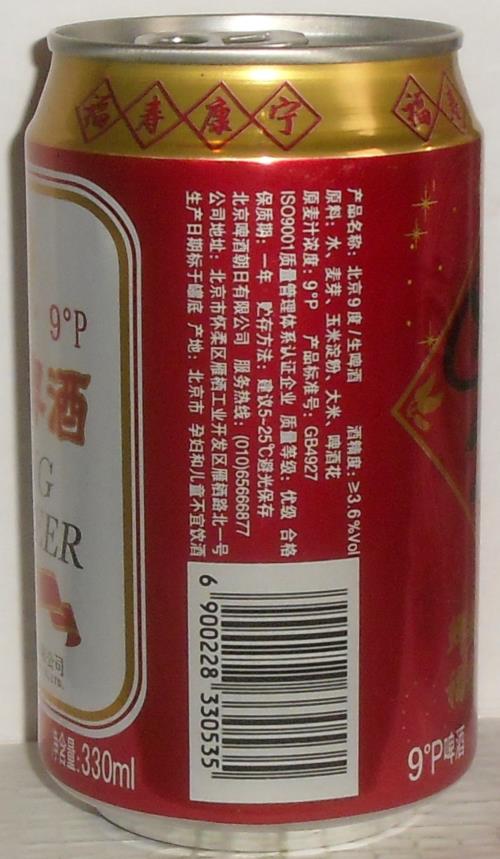 福 寿 康 宁
福
9°P
啤酒
G
ER
公司
净含量:330ml
产品名称：北京9度/生啤酒 酒精度：≥3.6%Vol
原料：水、麦芽、玉米淀粉、大米、啤酒花
原麦汁浓度：9°P 产品标准号：GB4927
ISO9001质量管理体系认证企业 质量等级：优级 合格
保质期：一年 贮存方法：建议5~25℃避光保存
北京啤酒朝日有限公司 服务热线：(010)65666877
公司地址：北京市怀柔区雁栖工业开发区雁栖路北一号
生产日期标于罐底 产地：北京市 孕妇和儿童不宜饮酒
6 900228 330535
9°P啤酒